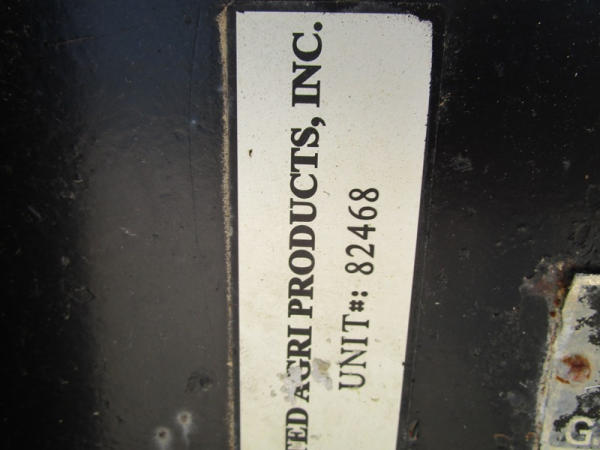 TED AGRI PRODUCTS, INC.
UNIT#: 82468
G